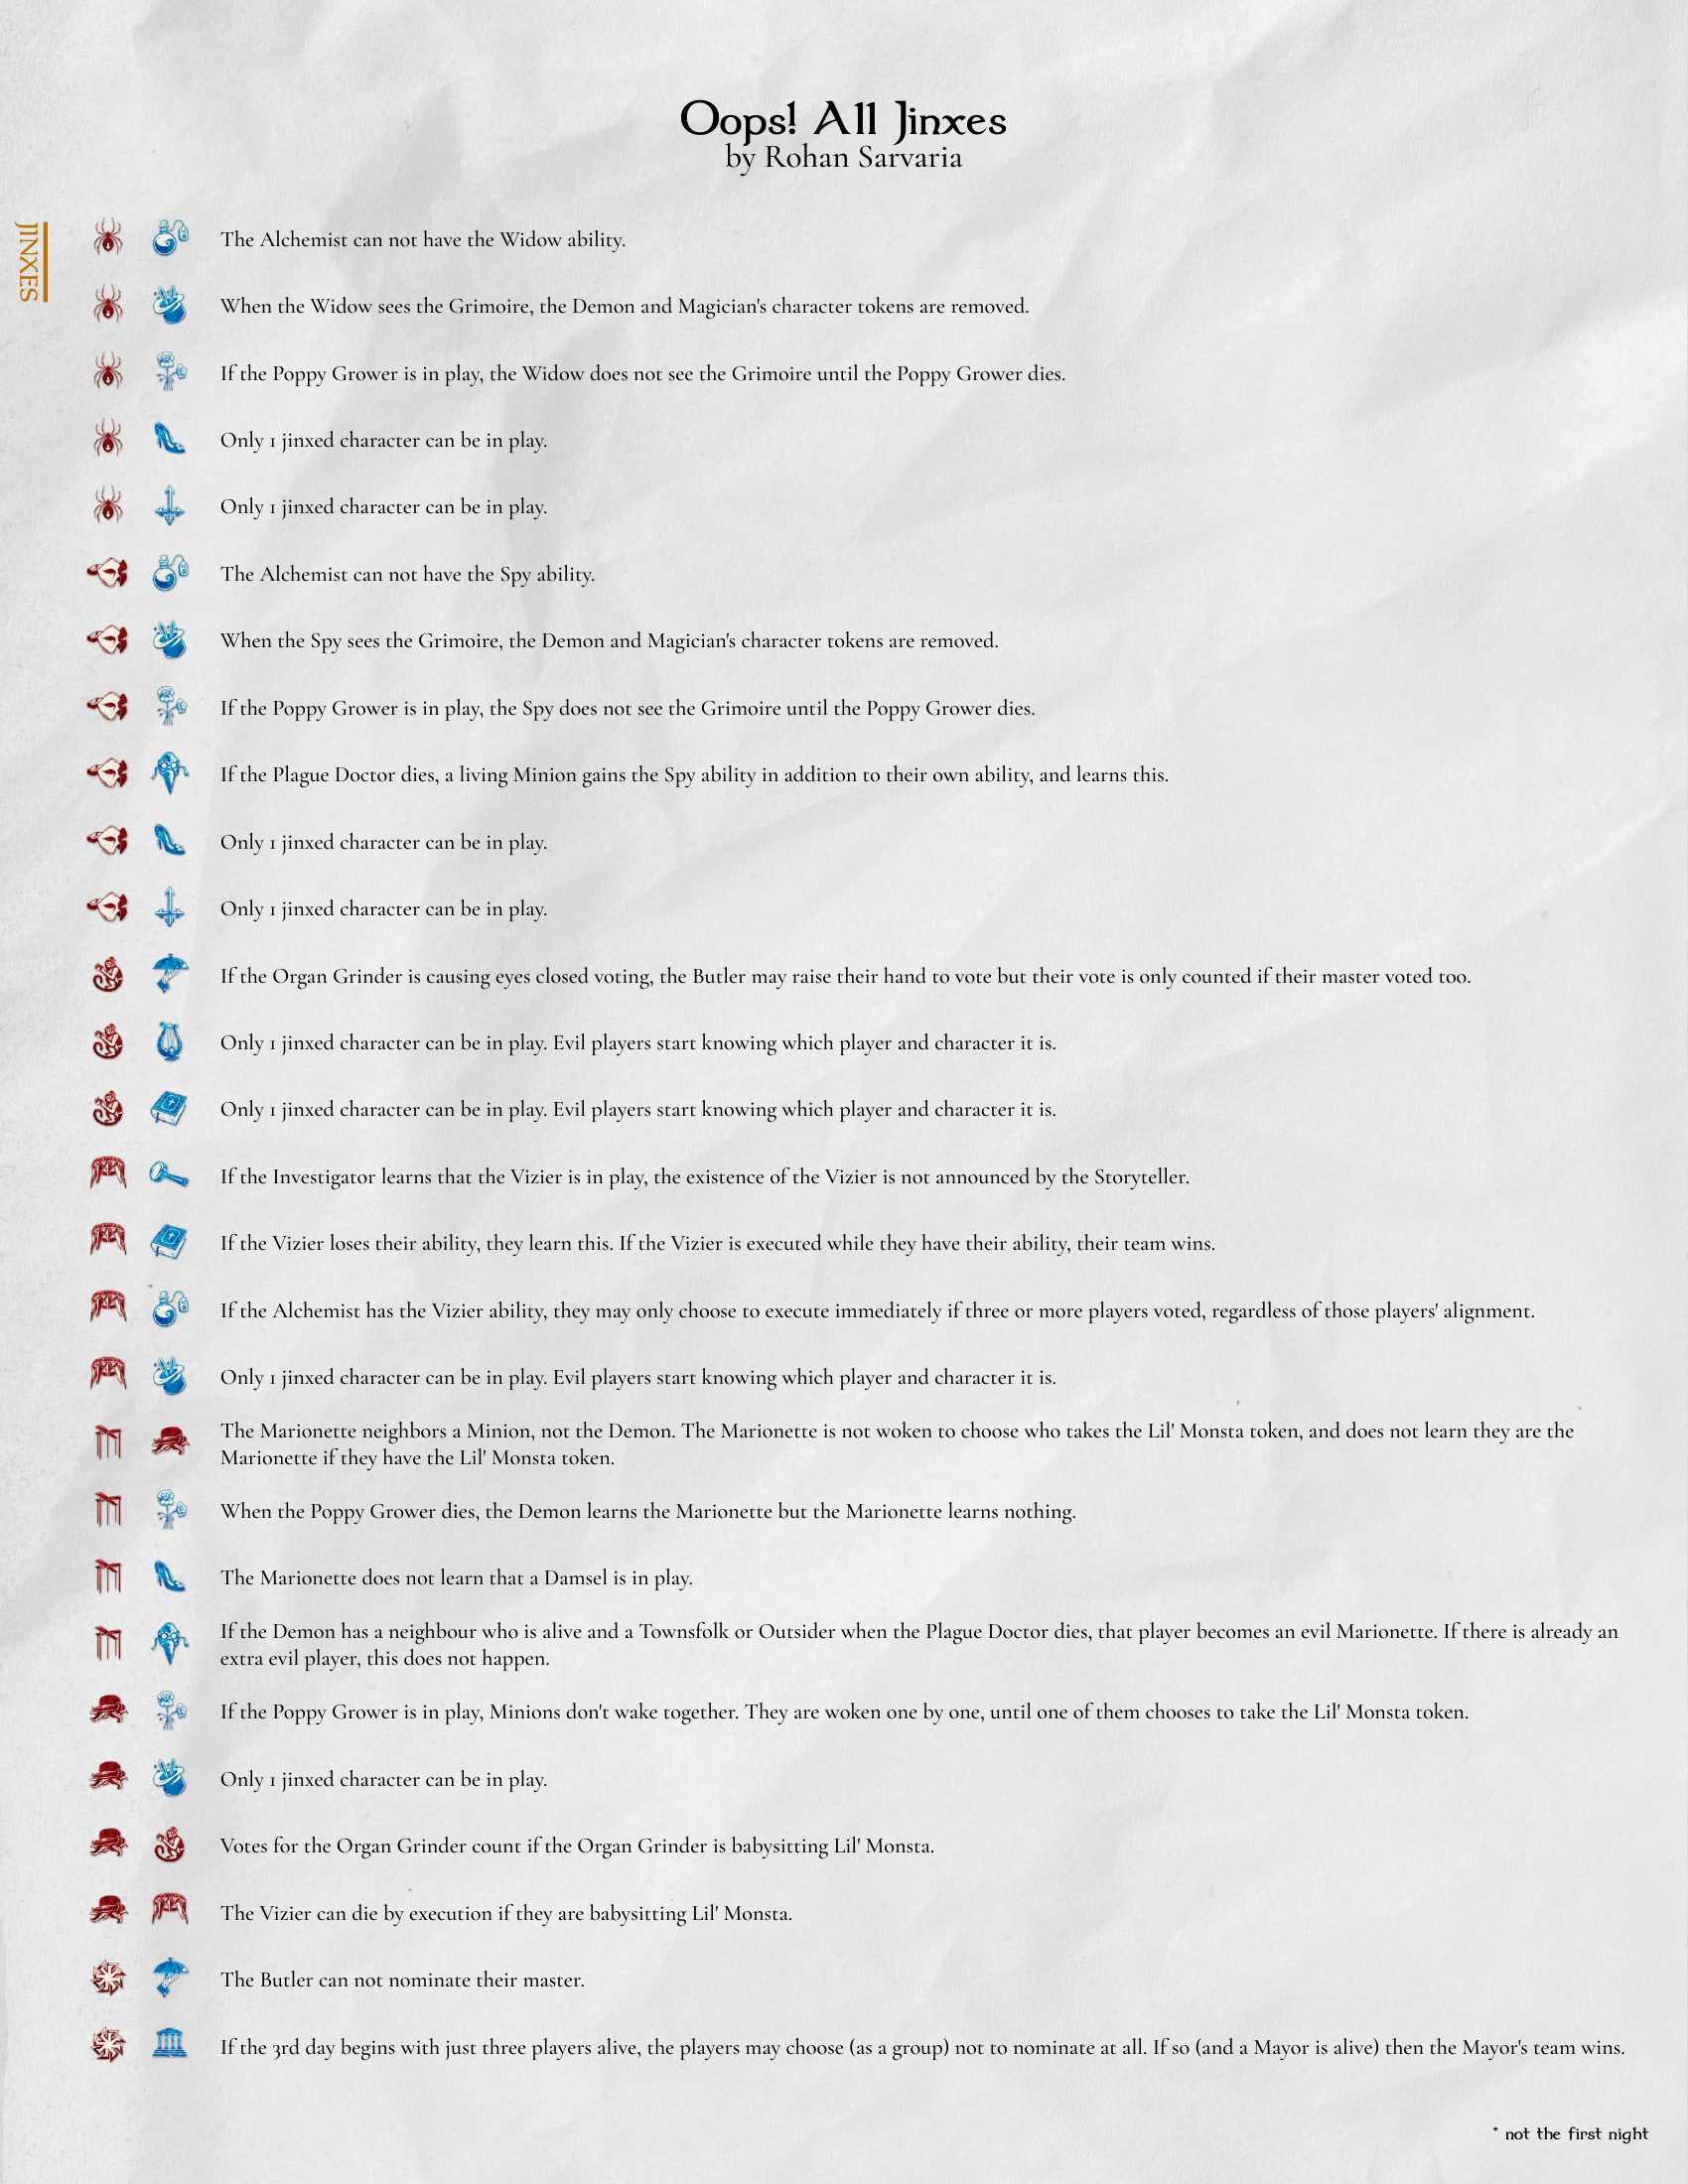 Oops! All Jinxes
by Rohan Sarvaria
JINXES
The Alchemist can not have the Widow ability.
When the Widow sees the Grimoire, the Demon and Magician's character tokens are removed.
If the Poppy Grower is in play, the Widow does not see the Grimoire until the Poppy Grower dies.
Only 1 jinxed character can be in play.
Only 1 jinxed character can be in play.
The Alchemist can not have the Spy ability.
When the Spy sees the Grimoire, the Demon and Magician's character tokens are removed.
If the Poppy Grower is in play, the Spy does not see the Grimoire until the Poppy Grower dies.
If the Plague Doctor dies, a living Minion gains the Spy ability in addition to their own ability, and learns this.
Only 1 jinxed character can be in play.
Only 1 jinxed character can be in play.
If the Organ Grinder is causing eyes closed voting, the Butler may raise their hand to vote but their vote is only counted if their master voted too.
Only 1 jinxed character can be in play. Evil players start knowing which player and character it is.
Only 1 jinxed character can be in play. Evil players start knowing which player and character it is.
If the Investigator learns that the Vizier is in play, the existence of the Vizier is not announced by the Storyteller.
If the Vizier loses their ability, they learn this. If the Vizier is executed while they have their ability, their team wins.
If the Alchemist has the Vizier ability, they may only choose to execute immediately if three or more players voted, regardless of those players' alignment.
Only 1 jinxed character can be in play. Evil players start knowing which player and character it is.
The Marionette neighbors a Minion, not the Demon. The Marionette is not woken to choose who takes the Lil' Monsta token, and does not learn they are the
Marionette if they have the Lil' Monsta token.
When the Poppy Grower dies, the Demon learns the Marionette but the Marionette learns nothing.
The Marionette does not learn that a Damsel is in play.
If the Demon has a neighbour who is alive and a Townsfolk or Outsider when the Plague Doctor dies, that player becomes an evil Marionette. If there is already an
extra evil player, this does not happen.
If the Poppy Grower is in play, Minions don't wake together. They are woken one by one, until one of them chooses to take the Lil' Monsta token.
Only 1 jinxed character can be in play.
Votes for the Organ Grinder count if the Organ Grinder is babysitting Lil' Monsta.
The Vizier can die by execution if they are babysitting Lil' Monsta.
The Butler can not nominate their master.
If the 3rd day begins with just three players alive, the players may choose (as a group) not to nominate at all. If so (and a Mayor is alive) then the Mayor's team wins.
* not the first night